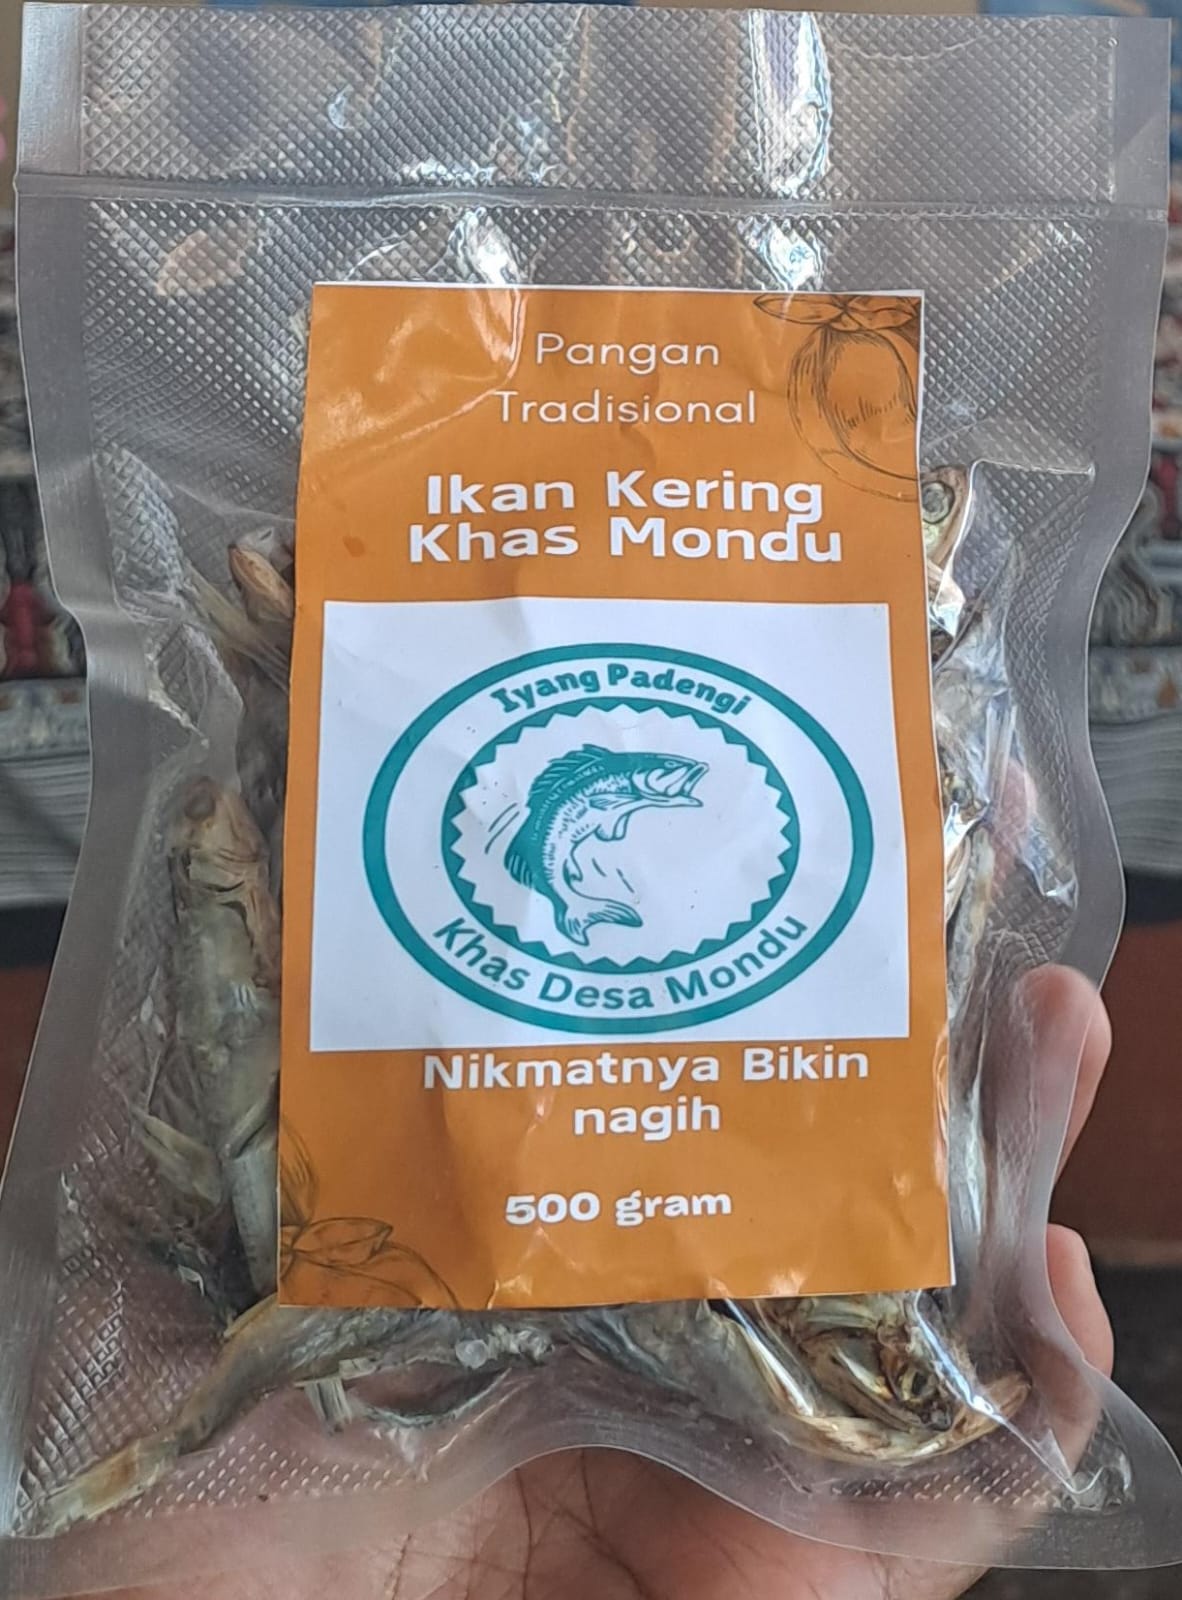 Pangan
Tradisional
Ikan Kering
Khas Mondu
Iyang Padengi
Khas Desa Mondu
Nikmatnya Bikin
nagih
500 gram